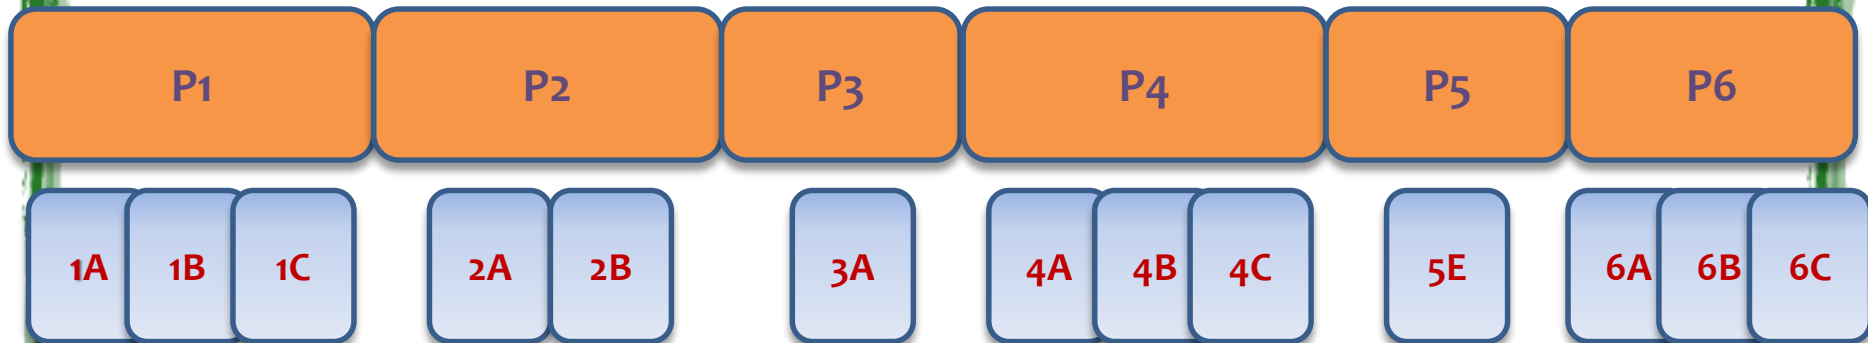 P1 P2 P3 P4 P5 P6
1A 1B 1C 2A 2B 3A 4A 4B 4C 5E 6A 6B 6C